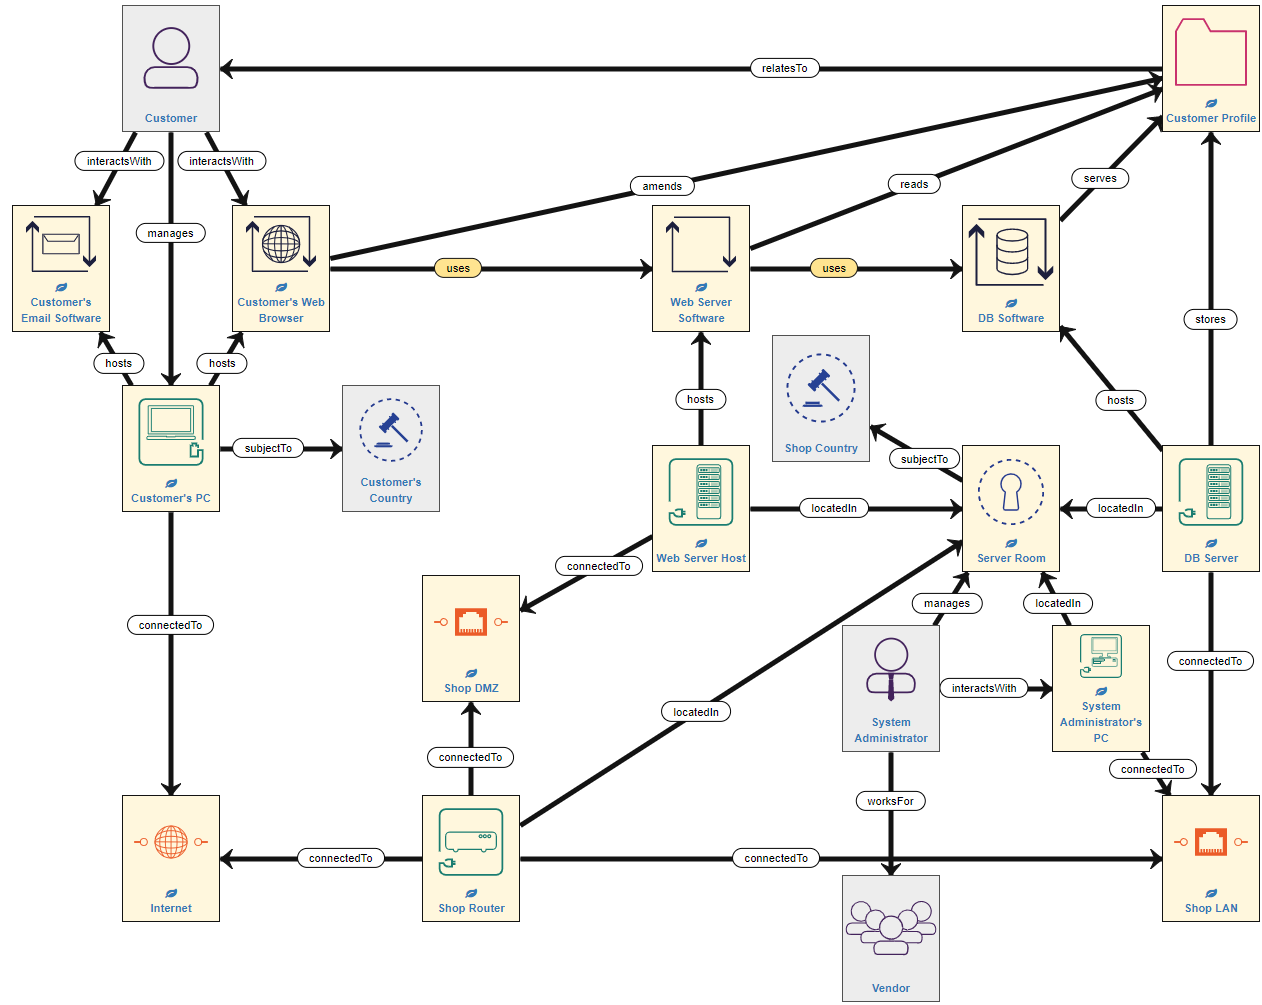 relatesTo
Customer
Customer Profile
interactsWith
interactsWith
amends
reads
serves
manages
Customer's
Email Software
Customer's Web
Browser
uses
Web Server
Software
uses
DB Software
stores
hosts
hosts
hosts
hosts
subjectTo
Customer's PC
Customer's
Country
Shop Country
subjectTo
locatedIn
locatedIn
Web Server Host
Server Room
DB Server
connectedTo
connectedTo
manages
locatedIn
connectedTo
Shop DMZ
interactsWith
locatedIn
System
Administrator
System
Administrator's
PC
connectedTo
connectedTo
worksFor
connectedTo
connectedTo
Internet
Shop Router
Shop LAN
Vendor